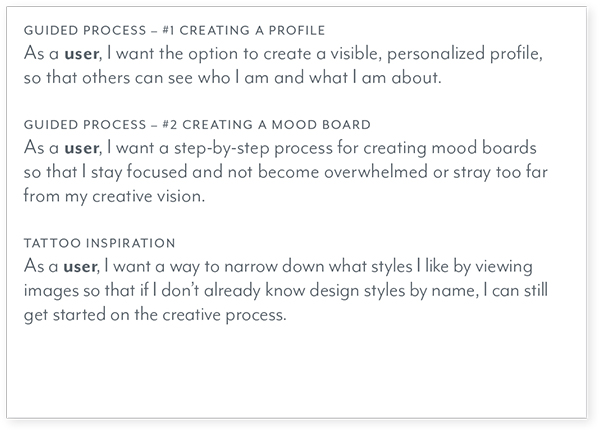 GUIDED PROCESS – #1 CREATING A PROFILE
As a user, I want the option to create a visible, personalized profile,
so that others can see who I am and what I am about.
GUIDED PROCESS – #2 CREATING A MOOD BOARD
As a user, I want a step-by-step process for creating mood boards
so that I stay focused and not become overwhelmed or stray too far
from my creative vision.
TATTOO INSPIRATION
As a user, I want a way to narrow down what styles I like by viewing
images so that if I don’t already know design styles by name, I can still
get started on the creative process.